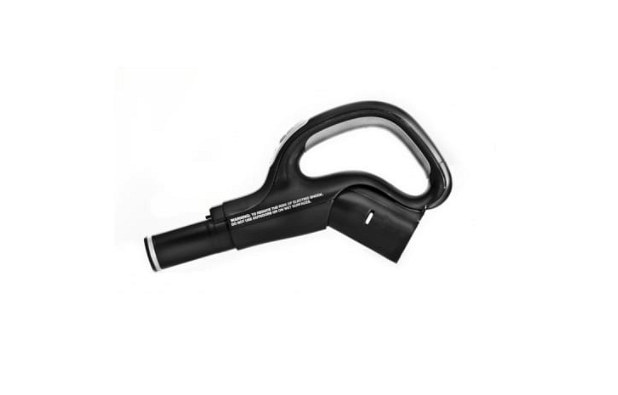 WARNING: TO REDUCE THE RISK OF ELECTRIC SHOCK,
DO NOT USE OUTDOORS OR ON WET SURFACES.